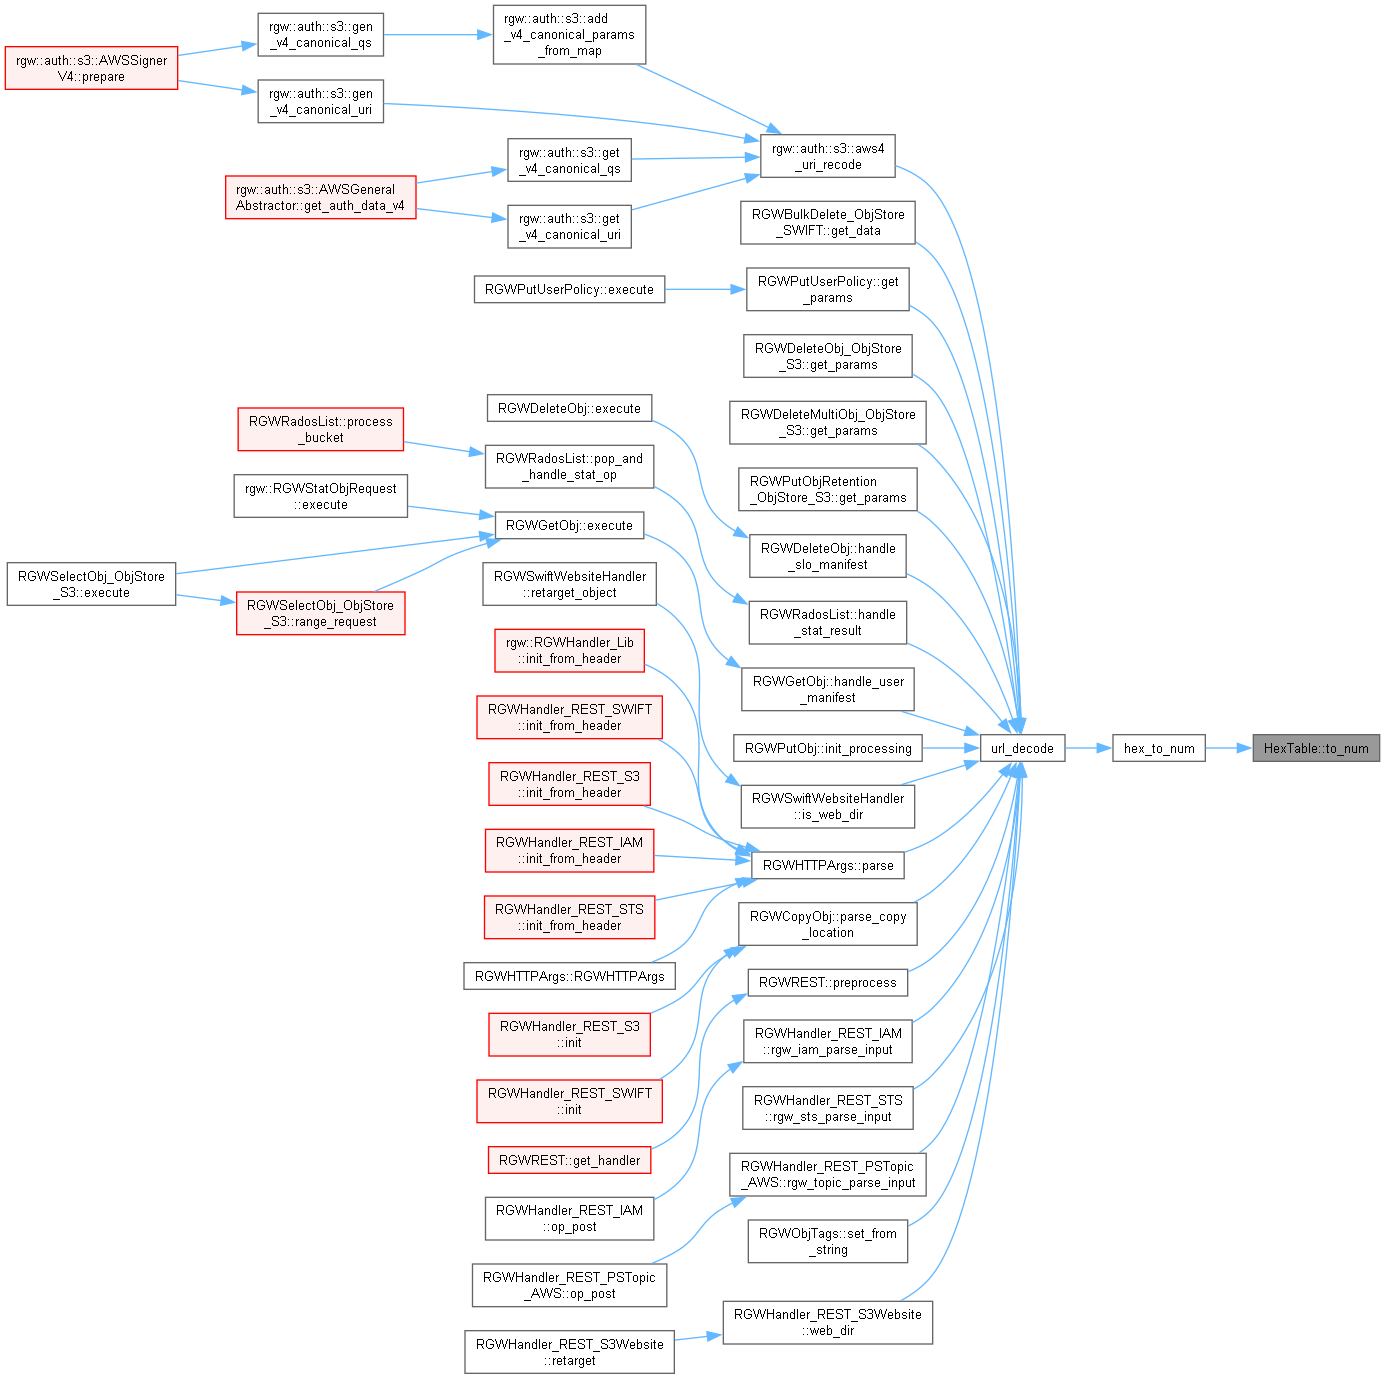 rgw::auth::s3::AWSSigner
V4::prepare
rgw::auth::s3::gen
_v4_canonical_qs
rgw::auth::s3::add
_v4_canonical_params
_from_map
rgw::auth::s3::gen
_v4_canonical_uri
rgw::auth::s3::aws4
_uri_recode
rgw::auth::s3::get
_v4_canonical_qs
rgw::auth::s3::AWSGeneral
Abstractor::get_auth_data_v4
rgw::auth::s3::get
_v4_canonical_uri
RGWBulkDelete_ObjStore
_SWIFT::get_data
RGWPutUserPolicy::execute
RGWPutUserPolicy::get
_params
RGWDeleteObj_ObjStore
_S3::get_params
RGWDeleteObj::execute
RGWDeleteMultiObj_ObjStore
_S3::get_params
RGWRadosList::process
_bucket
RGWRadosList::pop_and
_handle_stat_op
RGWPutObjRetention
_ObjStore_S3::get_params
rgw::RGWStatObjRequest
::execute
RGWGetObj::execute
RGWDeleteObj::handle
_slo_manifest
RGWSelectObj_ObjStore
_S3::execute
RGWSelectObj_ObjStore
_S3::range_request
RGWSwiftWebsiteHandler
::retarget_object
RGWRadosList::handle
_stat_result
rgw::RGWHandler_Lib
::init_from_header
RGWGetObj::handle_user
_manifest
RGWHandler_REST_SWIFT
::init_from_header
RGWPutObj::init_processing
url_decode
hex_to_num
HexTable::to_num
RGWHandler_REST_S3
::init_from_header
RGWSwiftWebsiteHandler
::is_web_dir
RGWHandler_REST_IAM
::init_from_header
RGWHTTPArgs::parse
RGWHandler_REST_STS
::init_from_header
RGWCopyObj::parse_copy
_location
RGWHTTPArgs::RGWHTTPArgs
RGWREST::preprocess
RGWHandler_REST_S3
::init
RGWHandler_REST_IAM
::rgw_iam_parse_input
RGWHandler_REST_SWIFT
::init
RGWHandler_REST_STS
::rgw_sts_parse_input
RGWREST::get_handler
RGWHandler_REST_PSTopic
_AWS::rgw_topic_parse_input
RGWHandler_REST_IAM
::op_post
RGWObjTags::set_from
_string
RGWHandler_REST_PSTopic
_AWS::op_post
RGWHandler_REST_S3Website
::web_dir
RGWHandler_REST_S3Website
::retarget